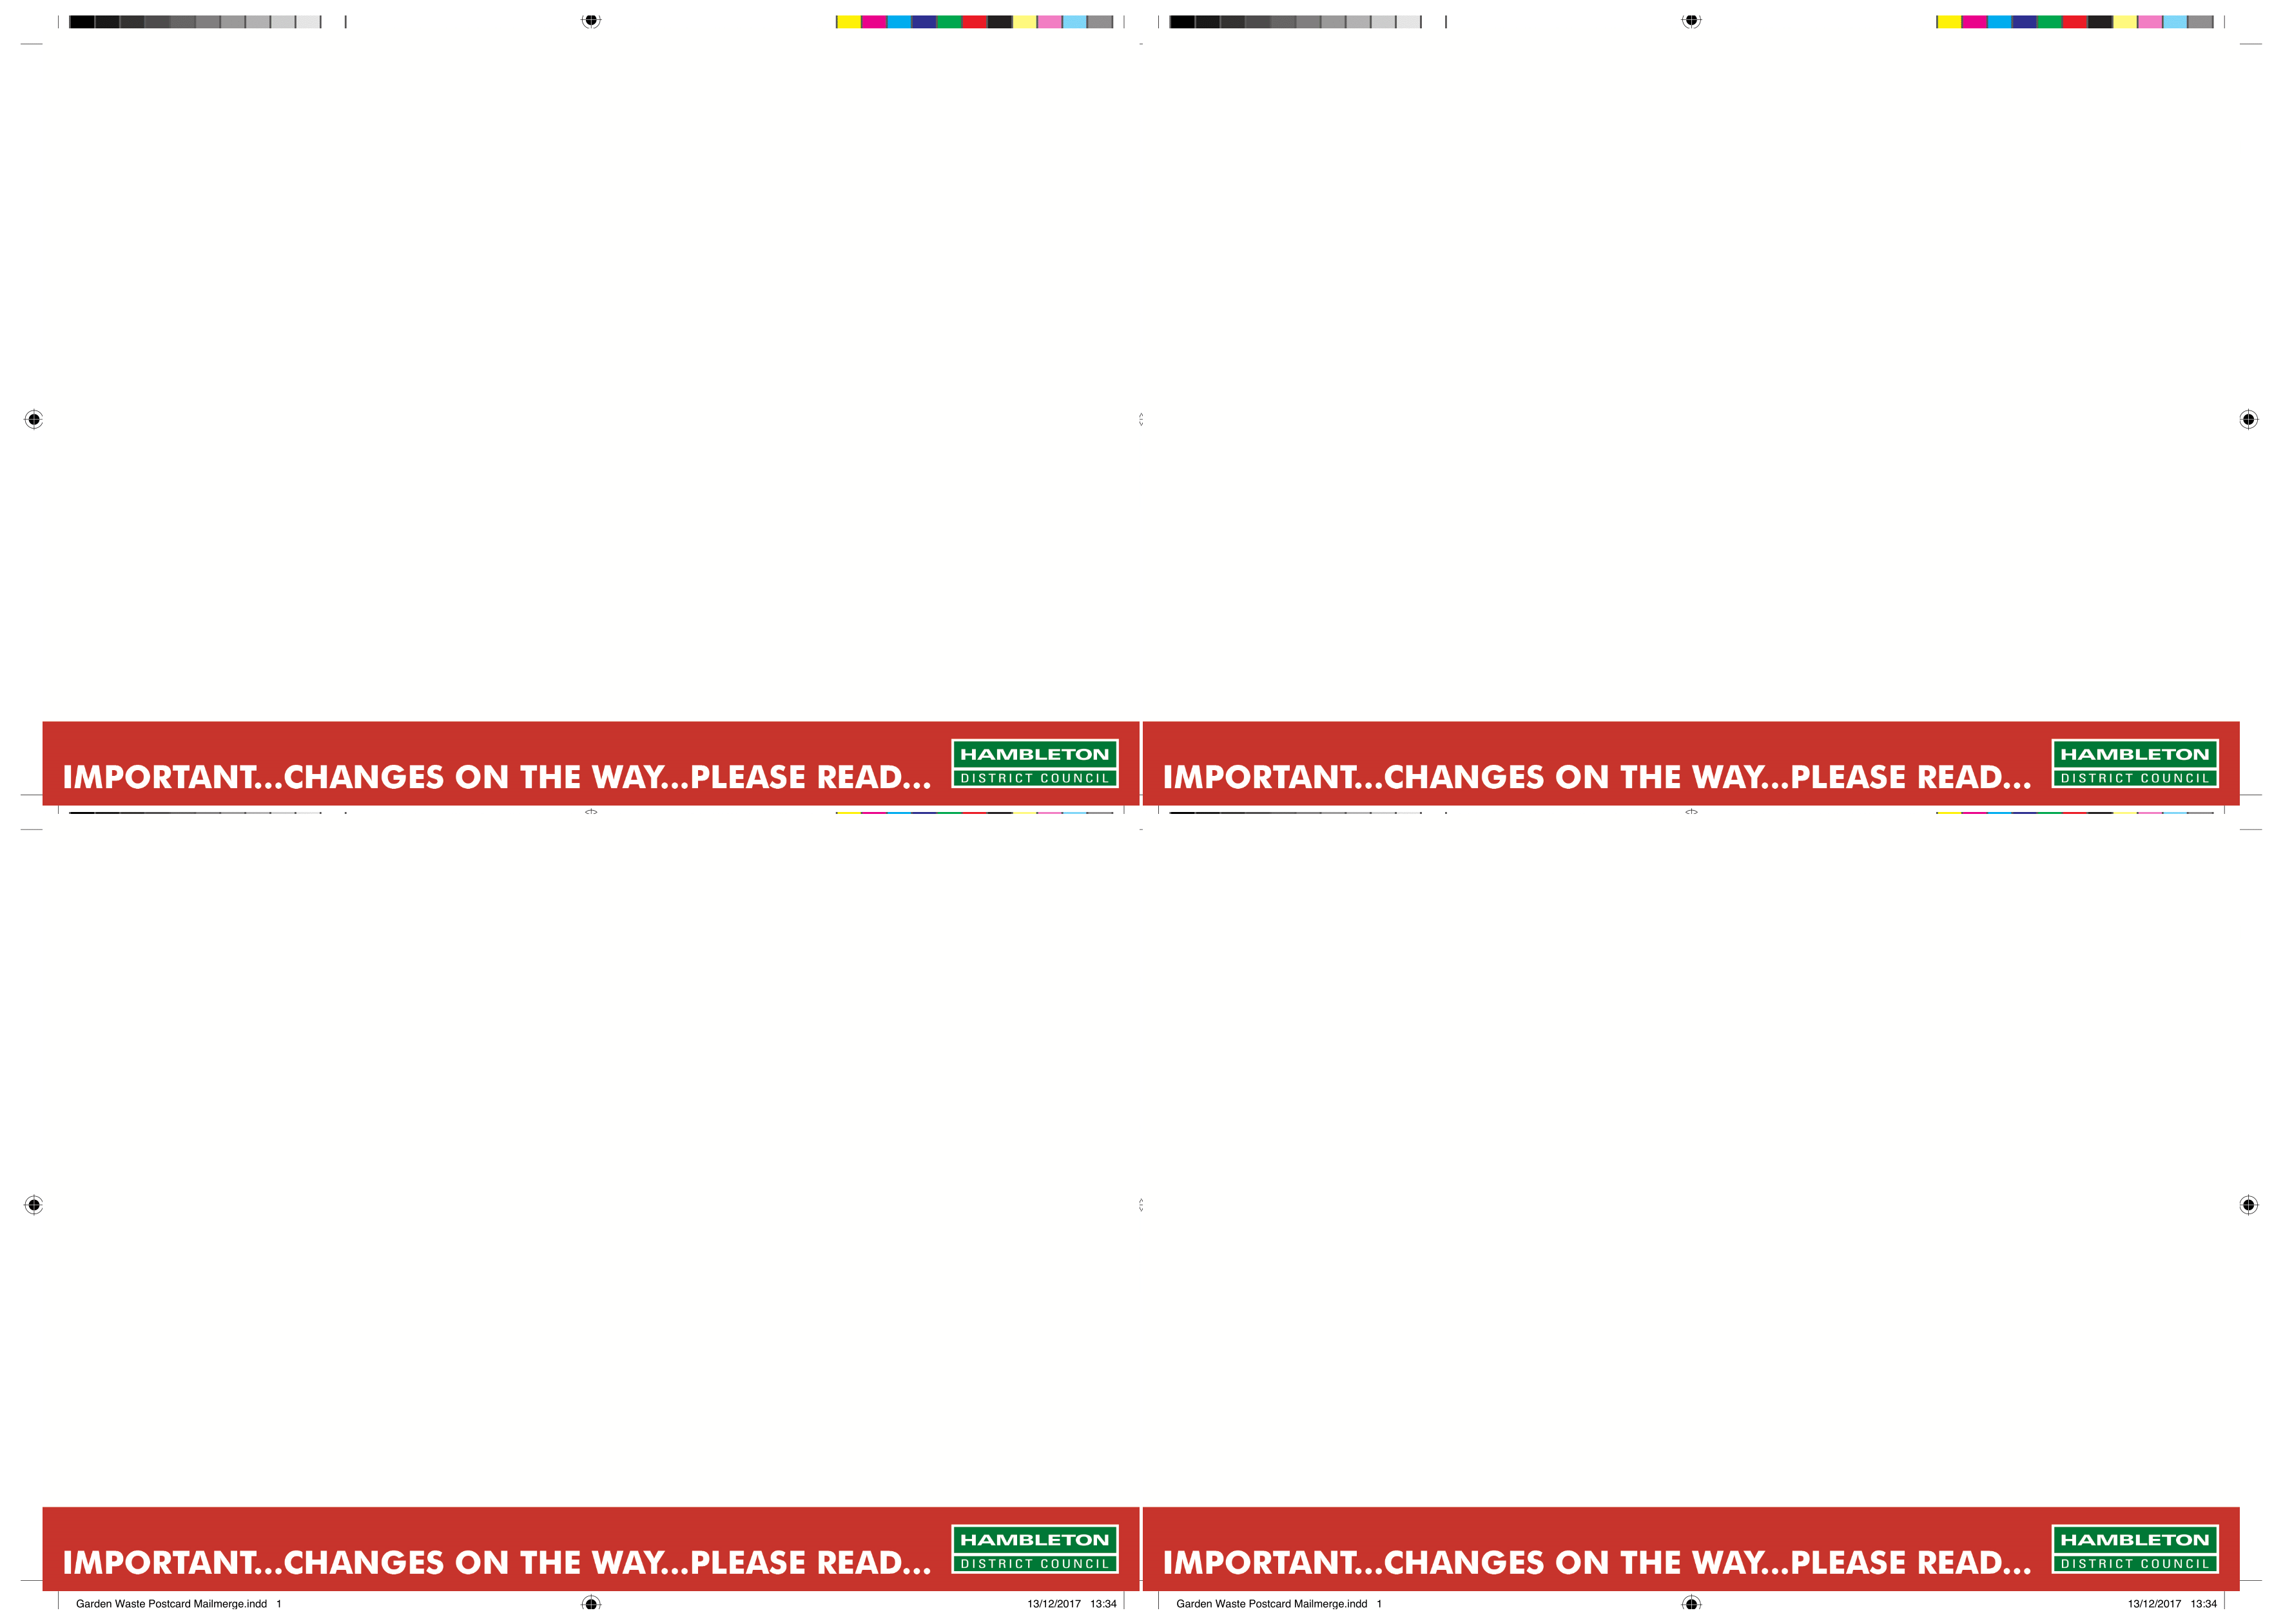 IMPORTANT...CHANGES ON THE WAY...PLEASE READ...
HAMBLETON
DISTRICT COUNCIL
IMPORTANT...CHANGES ON THE WAY...PLEASE READ...
HAMBLETON
DISTRICT COUNCIL
IMPORTANT...CHANGES ON THE WAY...PLEASE READ...
HAMBLETON
DISTRICT COUNCIL
IMPORTANT...CHANGES ON THE WAY...PLEASE READ...
HAMBLETON
DISTRICT COUNCIL
Garden Waste Postcard Mailmerge.indd 1
13/12/2017 13:34
Garden Waste Postcard Mailmerge.indd 1
13/12/2017 13:34